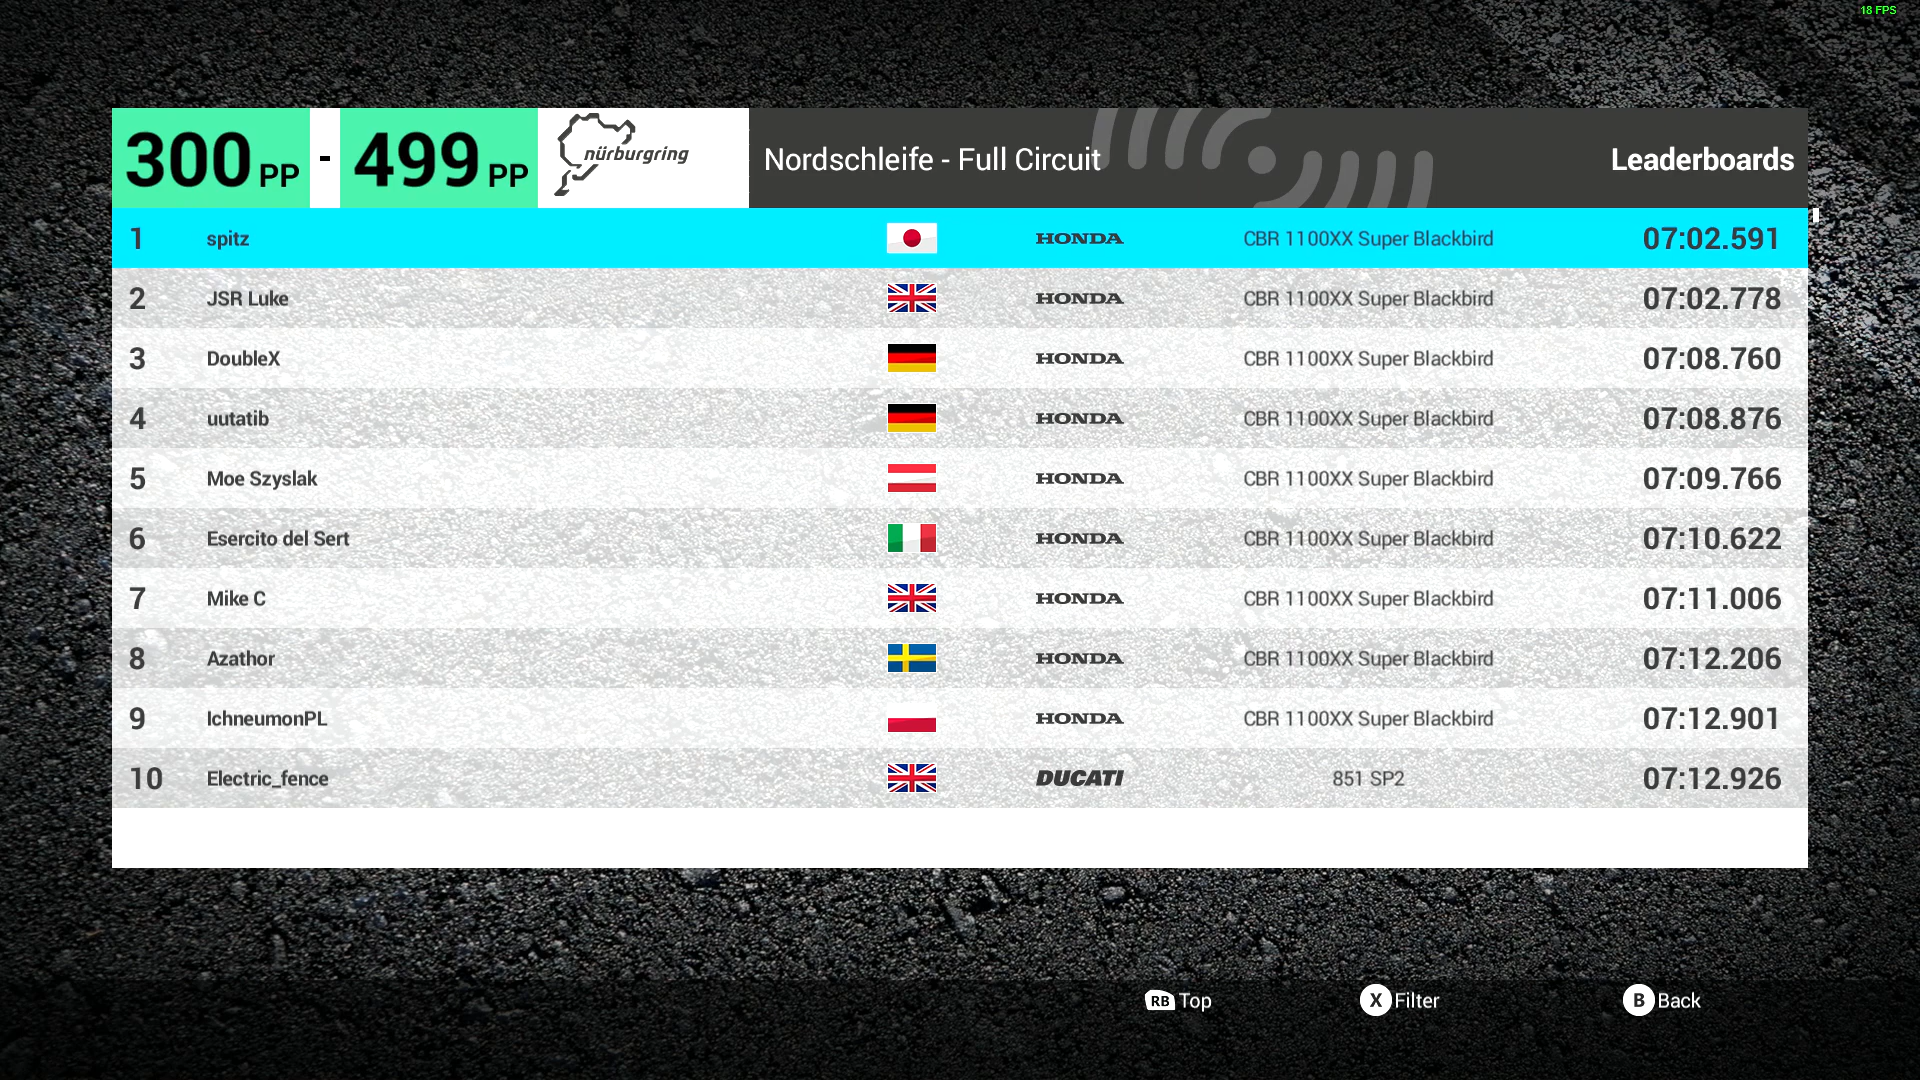 18 FPS
300 PP - 499 PP nürburgring Nordschleife - Full Circuit Leaderboards
1 spitz HONDA CBR 1100XX Super Blackbird 07:02.591
2 JSR Luke HONDA CBR 1100XX Super Blackbird 07:02.778
3 DoubleX HONDA CBR 1100XX Super Blackbird 07:08.760
4 uutatib HONDA CBR 1100XX Super Blackbird 07:08.876
5 Moe Szyslak HONDA CBR 1100XX Super Blackbird 07:09.766
6 Esercito del Sert HONDA CBR 1100XX Super Blackbird 07:10.622
7 Mike C HONDA CBR 1100XX Super Blackbird 07:11.006
8 Azathor HONDA CBR 1100XX Super Blackbird 07:12.206
9 IchneumonPL HONDA CBR 1100XX Super Blackbird 07:12.901
10 Electric_fence DUCATI 851 SP2 07:12.926
RB Top X Filter B Back